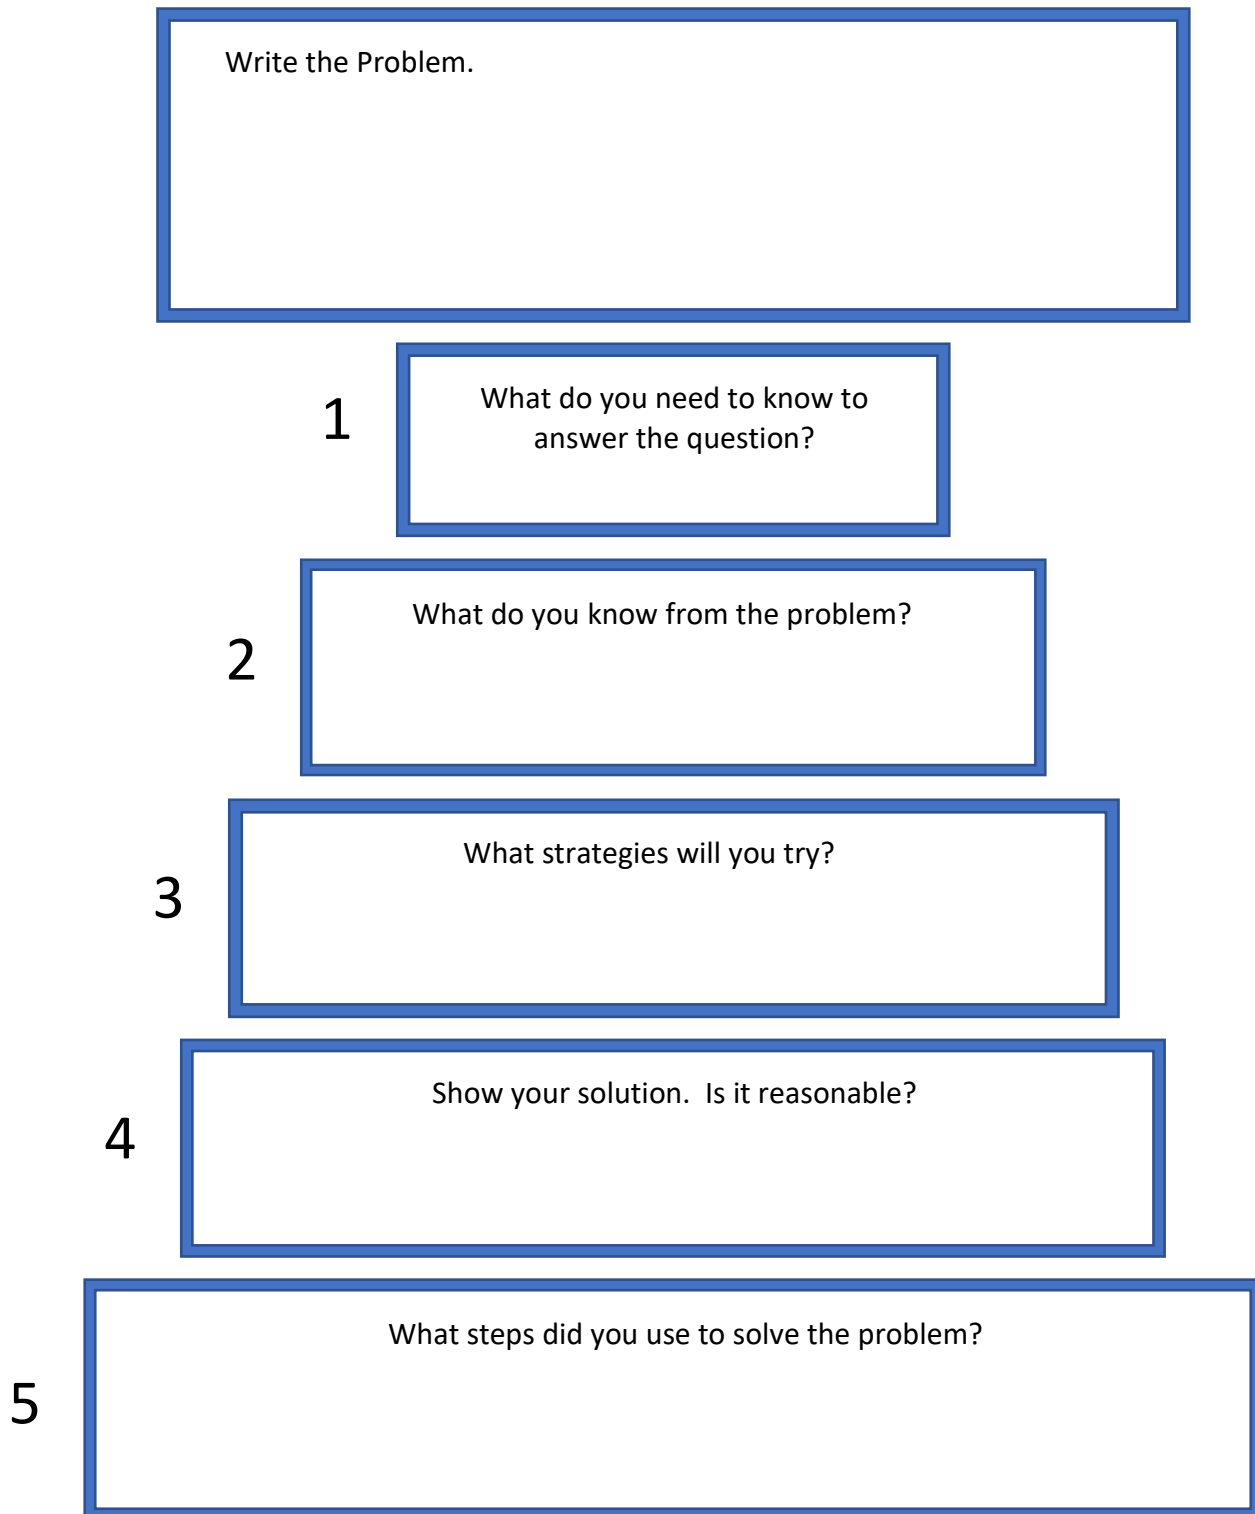 Write the Problem.
1
What do you need to know to
answer the question?
2
What do you know from the problem?
3
What strategies will you try?
4
Show your solution.  Is it reasonable?
5
What steps did you use to solve the problem?